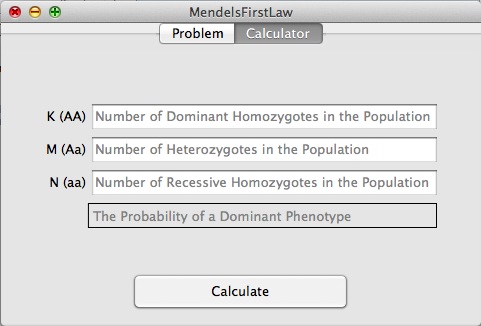 MendelsFirstLaw
Problem Calculator
K (AA) Number of Dominant Homozygotes in the Population
M (Aa) Number of Heterozygotes in the Population
N (aa) Number of Recessive Homozygotes in the Population
The Probability of a Dominant Phenotype
Calculate